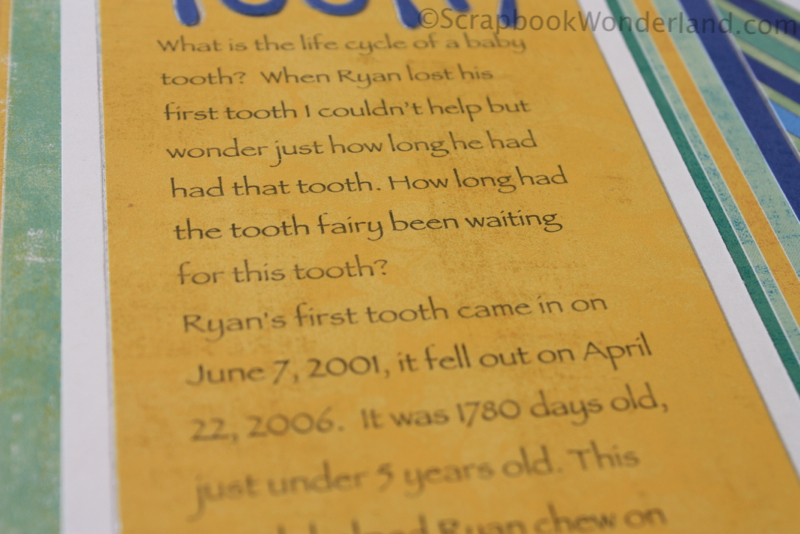 ©ScrapbookWonderland.com
What is the life cycle of a baby
tooth? When Ryan lost his
first tooth I couldn't help but
wonder just how long he had
had that tooth. How long had
the tooth fairy been waiting
for this tooth?
Ryan's first tooth came in on
June 7, 2001, it fell out on April
22, 2006. It was 1780 days old,
just under 5 years old. This
Ryan chew on